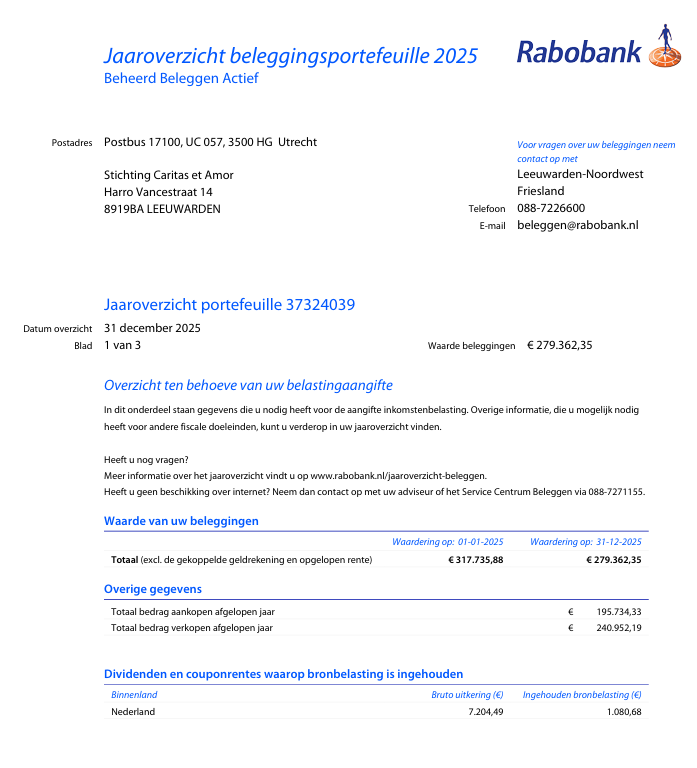 Jaaroverzicht beleggingsportefeuille 2025
Beheerd Beleggen Actief
Rabobank
Postadres Postbus 17100, UC 057, 3500 HG Utrecht
Stichting Caritas et Amor
Harro Vancestraat 14
8919BA LEEUWARDEN
Voor vragen over uw beleggingen neem
contact op met
Leeuwarden-Noordwest
Friesland
Telefoon 088-7226600
E-mail beleggen@rabobank.nl
Jaaroverzicht portefeuille 37324039
Datum overzicht 31 december 2025
Blad 1 van 3 Waarde beleggingen € 279.362,35
Overzicht ten behoeve van uw belastingaangifte
In dit onderdeel staan gegevens die u nodig heeft voor de aangifte inkomstenbelasting. Overige informatie, die u mogelijk nodig
heeft voor andere fiscale doeleinden, kunt u verderop in uw jaaroverzicht vinden.
Heeft u nog vragen?
Meer informatie over het jaaroverzicht vindt u op www.rabobank.nl/jaaroverzicht-beleggen.
Heeft u geen beschikking over internet? Neem dan contact op met uw adviseur of het Service Centrum Beleggen via 088-7271155.
Waarde van uw beleggingen
Waardering op: 01-01-2025 Waardering op: 31-12-2025
Totaal (excl. de gekoppelde geldrekening en opgelopen rente) € 317.735,88 € 279.362,35
Overige gegevens
Totaal bedrag aankopen afgelopen jaar € 195.734,33
Totaal bedrag verkopen afgelopen jaar € 240.952,19
Dividenden en couponrentes waarop bronbelasting is ingehouden
Binnenland Bruto uitkering (€) Ingehouden bronbelasting (€)
Nederland 7.204,49 1.080,68